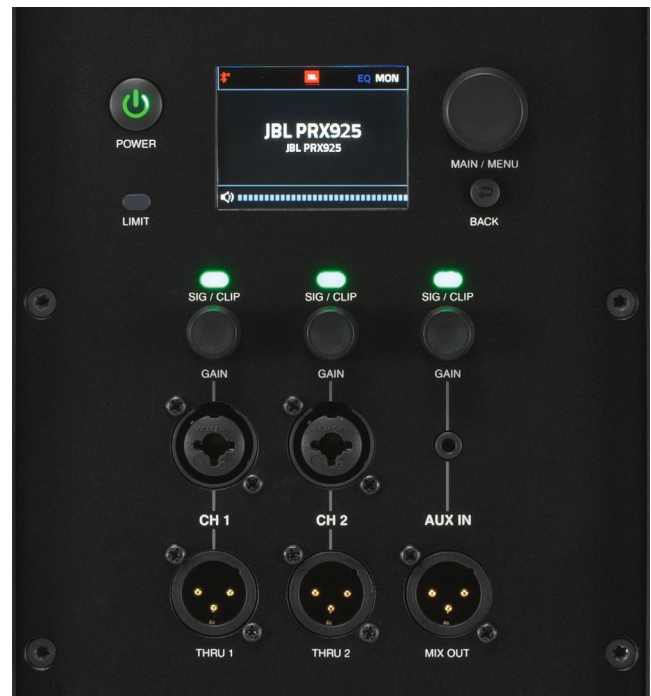 JBL
EQ MON
JBL PRX925
JBL PRX925
POWER
MAIN / MENU
LIMIT
BACK
SIG / CLIP
SIG / CLIP
SIG / CLIP
GAIN
GAIN
GAIN
CH 1
CH 2
AUX IN
THRU 1
THRU 2
MIX OUT